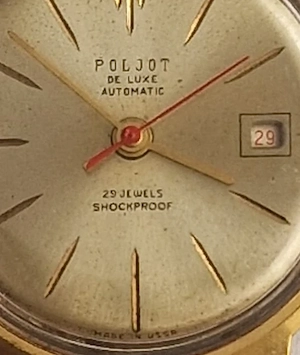 POLJOT
DE LUXE
AUTOMATIC
29
29 JEWELS
SHOCKPROOF
MADE IN USSR